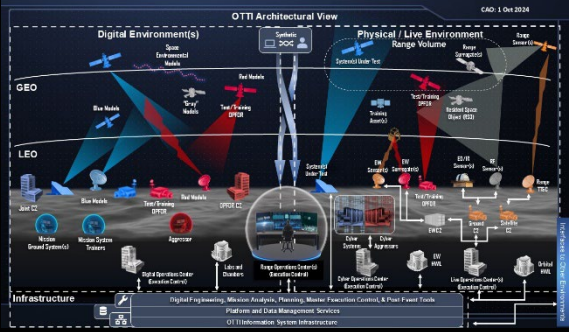 OTTI Architectural View
CAO: 1 Oct 2024
Digital Environment(s)
Synthetic
Physical / Live Environment
Range Volume
Range
Sensor(s)
Space
Environmental
Models
System(s) Under Test
Range
Surrogate(s)
Red Models
GEO
"Gray"
Models
Test/Training
OPFOR
Test/Training
OPFOR
Blue Models
Training
Asset(s)
Resident Space
Object (RSO)
LEO
System(s)
Under Test
EW
Sensor(s)
EW
Surrogate(s)
EO/IR
Sensor(s)
RF
Sensor(s)
Range
TT&C
Joint C2
Blue Models
Test/Training
OPFOR
Red Models
OPFOR C2
Test/Training
OPFOR
EWC2
Ground
C2
Satellite
C2
Mission
Ground System(s)
Mission System
Trainers
Aggressor
Cyber
Systems
Cyber
Aggressors
Digital Operations Center
(Execution Control)
Labs and
Chambers
Range Operations Center(s)
(Execution Control)
Cyber Operations Center
(Execution Control)
EW
HWIL
Live Operations Center(s)
(Execution Control)
Orbital
HWIL
Interfaces to Other Environments
Infrastructure
Digital Engineering, Mission Analysis, Planning, Master Execution Control, & Post Event Tools
Platform and Data Management Services
OTTI Information System Infrastructure